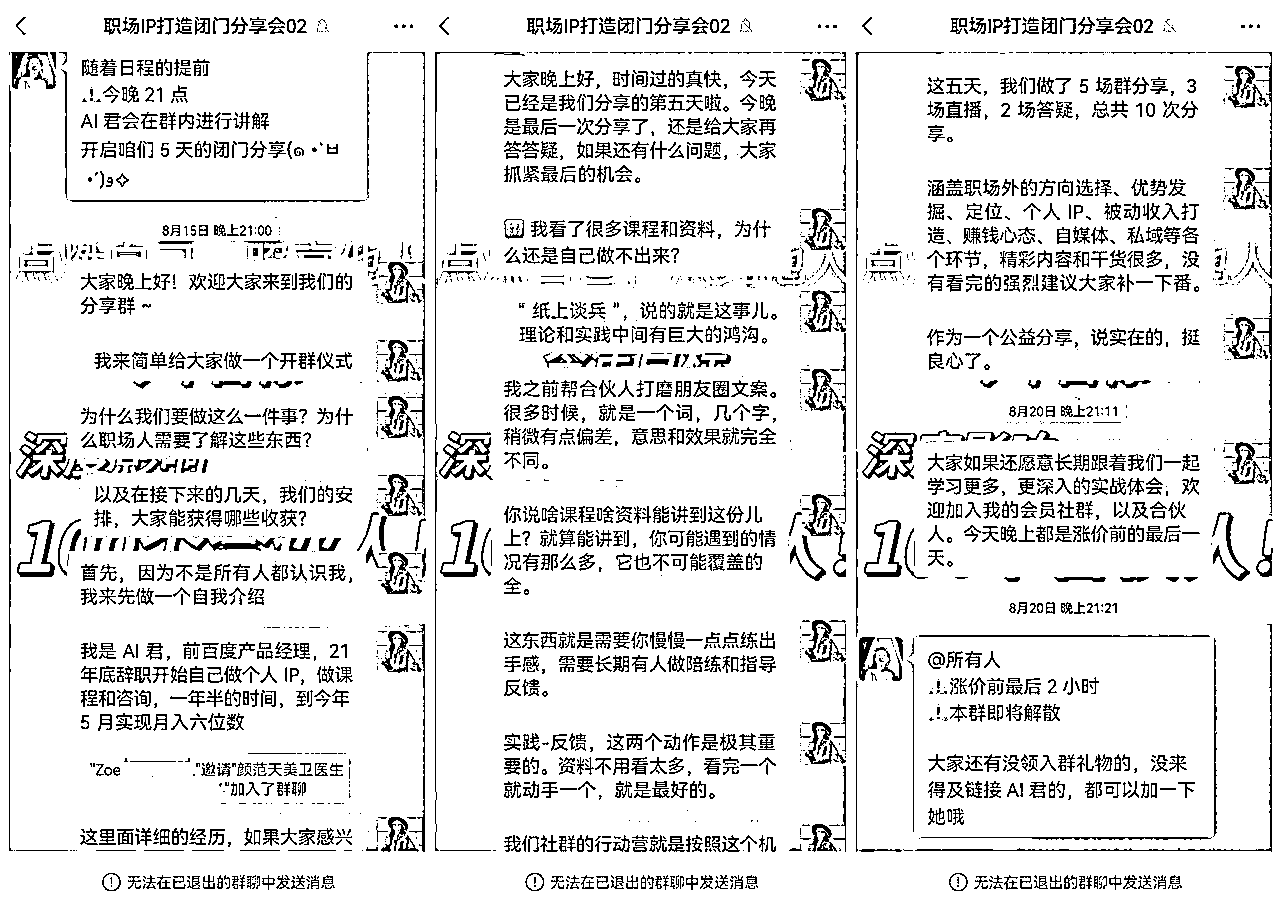 职场IP打造闭门分享会02
随着日程的提前
今晚 21 点
AI 君会在群内进行讲解
开启咱们 5 天的闭门分享(๑•̀ㅂ
•́)و✧
8月15日 晚上21:00
大家晚上好！欢迎大家来到我们的
分享群 ~
我来简单给大家做一个开群仪式
为什么我们要做这么一件事？为什
么职场人需要了解这些东西？
以及在接下来的几天，我们的安
排，大家能获得哪些收获？
首先，因为不是所有人都认识我，
我来先做一个自我介绍
我是 AI 君，前百度产品经理，21
年底辞职开始自己做个人 IP，做课
程和咨询，一年半的时间，到今年
5 月实现月入六位数
"Zoe "邀请"颜范天美卫医生
"加入了群聊
这里面详细的经历，如果大家感兴
无法在已退出的群聊中发送消息
职场IP打造闭门分享会02
大家晚上好，时间过的真快，今天
已经是我们分享的第五天啦。今晚
是最后一次分享了，还是给大家再
答答疑，如果还有什么问题，大家
抓紧最后的机会。
我看了很多课程和资料，为什
么还是自己做不出来？
“ 纸上谈兵 ”，说的就是这事儿。
理论和实践中间有巨大的鸿沟。
我之前帮合伙人打磨朋友圈文案。
很多时候，就是一个词，几个字，
稍微有点偏差，意思和效果就完全
不同。
你说啥课程啥资料能讲到这份儿
上？就算能讲到，你可能遇到的情
况有那么多，它也不可能覆盖的
全。
这东西就是需要你慢慢一点点练出
手感，需要长期有人做陪练和指导
反馈。
实践-反馈，这两个动作是极其重
要的。资料不用看太多，看完一个
就动手一个，就是最好的。
我们社群的行动营就是按照这个机
无法在已退出的群聊中发送消息
职场IP打造闭门分享会02
这五天，我们做了 5 场群分享，3
场直播，2 场答疑，总共 10 次分
享。
涵盖职场外的方向选择、优势发
掘、定位、个人 IP、被动收入打
造、赚钱心态、自媒体、私域等各
个环节，精彩内容和干货很多，没
有看完的强烈建议大家补一下番。
作为一个公益分享，说实在的，挺
良心了。
8月20日 晚上21:11
大家如果还愿意长期跟着我们一起
学习更多，更深入的实战体会，欢
迎加入我的会员社群，以及合伙
人。今天晚上都是涨价前的最后一
天。
8月20日 晚上21:21
@所有人
涨价前最后 2 小时
本群即将解散
大家还有没领入群礼物的，没来
得及链接 AI 君的，都可以加一下
她哦
无法在已退出的群聊中发送消息